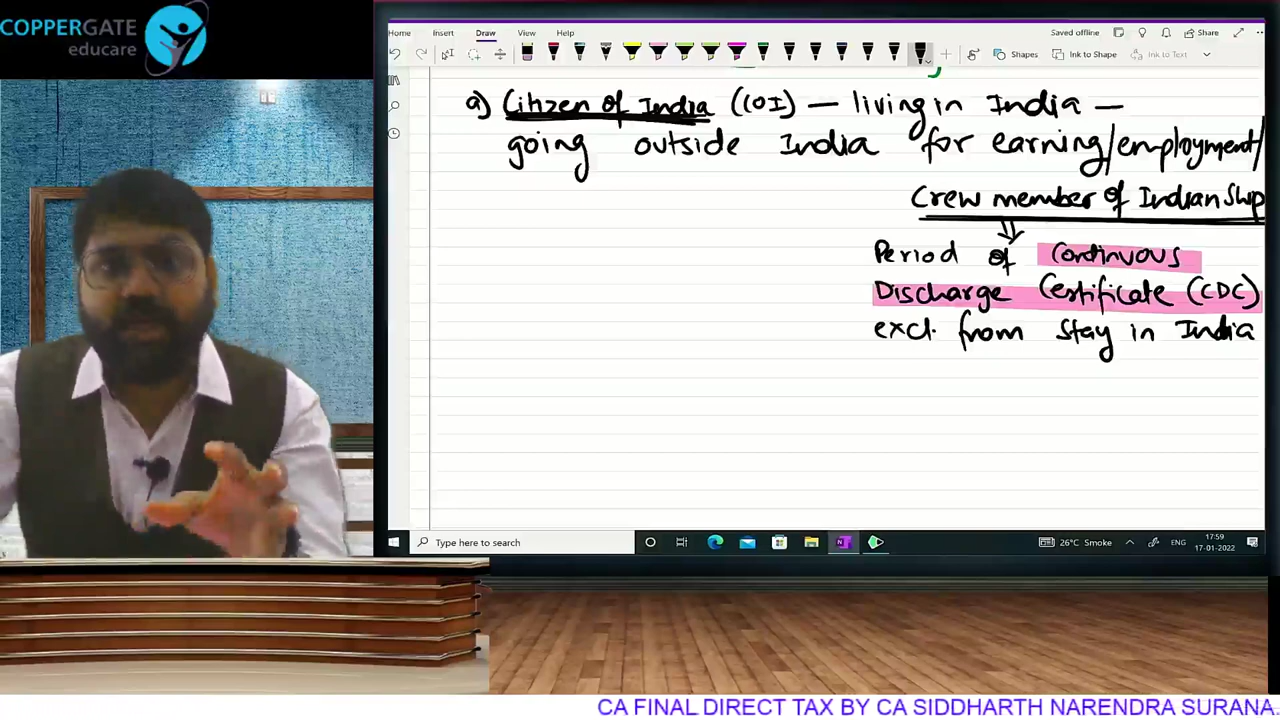 COPPERGATE
educare
Home Insert Draw View Help
Saved offline
Share
Shapes
Ink to Shape
Ink to Text
a) Citizen of India (COI) — living in India —
going outside India for earning/employment/
Crew member of Indian Ship
⇓
Period of Continuous
Discharge Certificate (CDC)
excl. from stay in India
Type here to search
26°C Smoke
ENG
17:59
17-01-2022
CA FINAL DIRECT TAX BY CA SIDDHARTH NARENDRA SURANA.